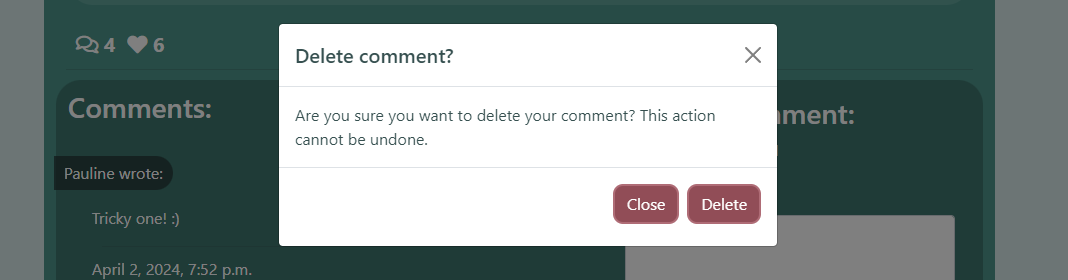 4 6
Delete comment?
Comments:
mment:
Are you sure you want to delete your comment? This action
cannot be undone.
Pauline wrote:
Close Delete
Tricky one! :)
April 2, 2024, 7:52 p.m.